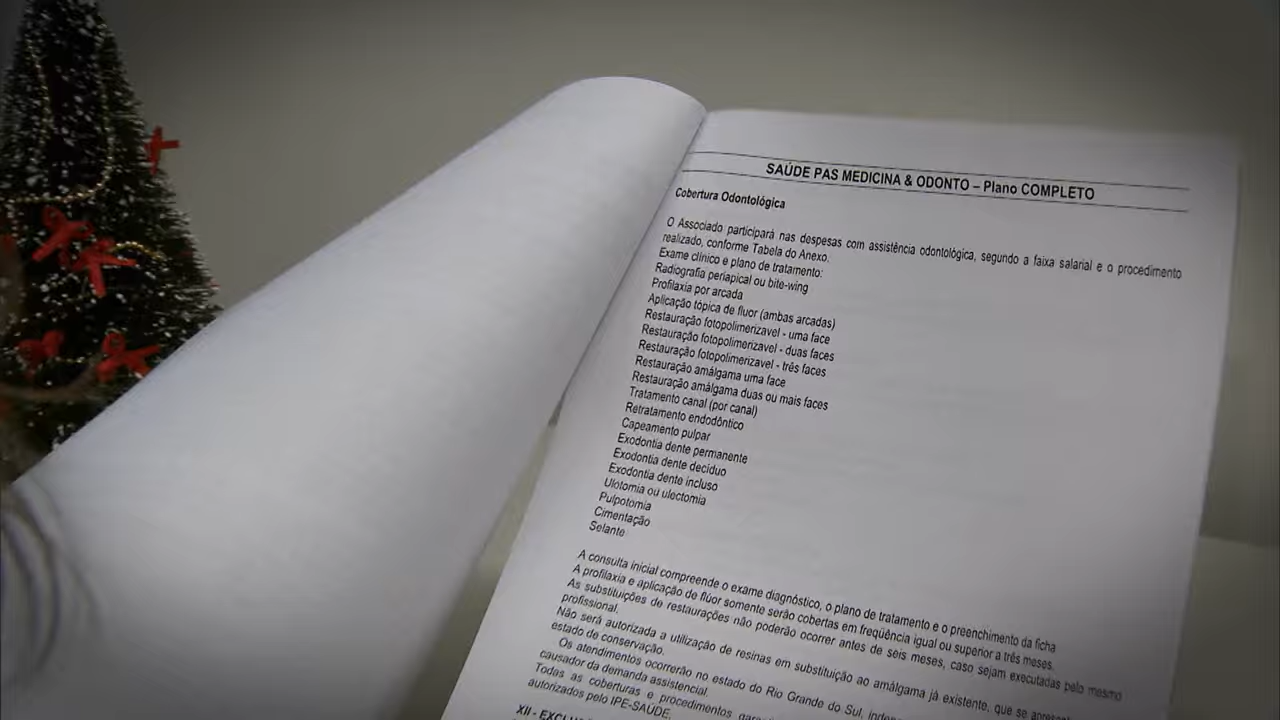 SAÚDE PAS MEDICINA & ODONTO – Plano COMPLETO
Cobertura Odontológica
O Associado participará nas despesas com assistência odontológica, segundo a faixa salarial e o procedimento
realizado, conforme Tabela do Anexo.
Exame clínico e plano de tratamento:
Radiografia periapical ou bite-wing
Profilaxia por arcada
Aplicação tópica de fluor (ambas arcadas)
Restauração fotopolimerizavel - uma face
Restauração fotopolimerizavel - duas faces
Restauração fotopolimerizavel - três faces
Restauração amálgama uma face
Restauração amálgama duas ou mais faces
Tratamento canal (por canal)
Retratamento endodôntico
Capeamento pulpar
Exodontia dente permanente
Exodontia dente decíduo
Exodontia dente incluso
Ulotomia ou ulectomia
Pulpotomia
Cimentação
Selante
A consulta inicial compreende o exame diagnóstico, o plano de tratamento e o preenchimento da ficha
A profilaxia e aplicação de flúor somente serão cobertas em freqüência igual ou superior a três meses.
As substituições de restaurações não poderão ocorrer antes de seis meses, caso sejam executadas pelo mesmo
profissional.
Não será autorizada a utilização de resinas em substituição ao amálgama já existente, que se
estado de conservação.
Os atendimentos ocorrerão no estado do Rio Grande do Sul,
causador da demanda assistencial.
Todas as coberturas e procedimentos
autorizados pelo IPE-SAÚDE.
XII -